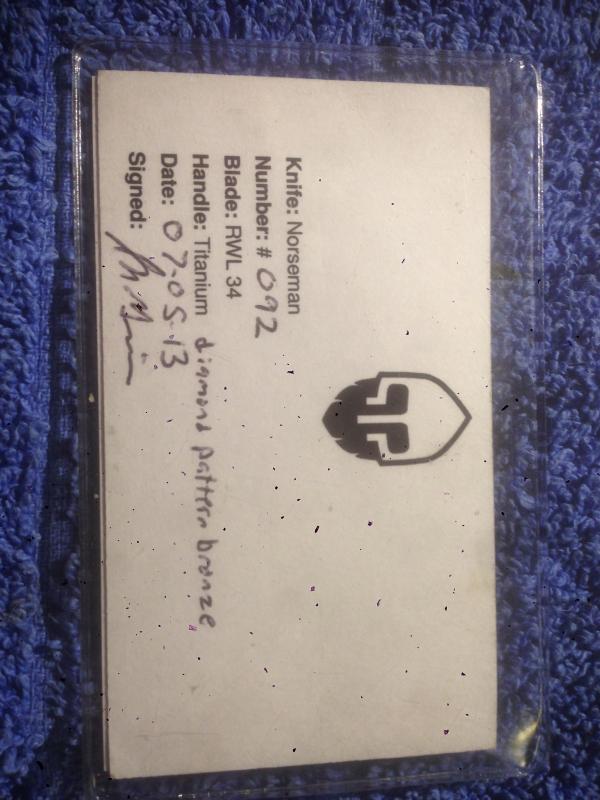 Knife: Norseman
Number: # 092
Blade: RWL 34
Handle: Titanium diamond pattern bronze
Date: 07-05-13
Signed: